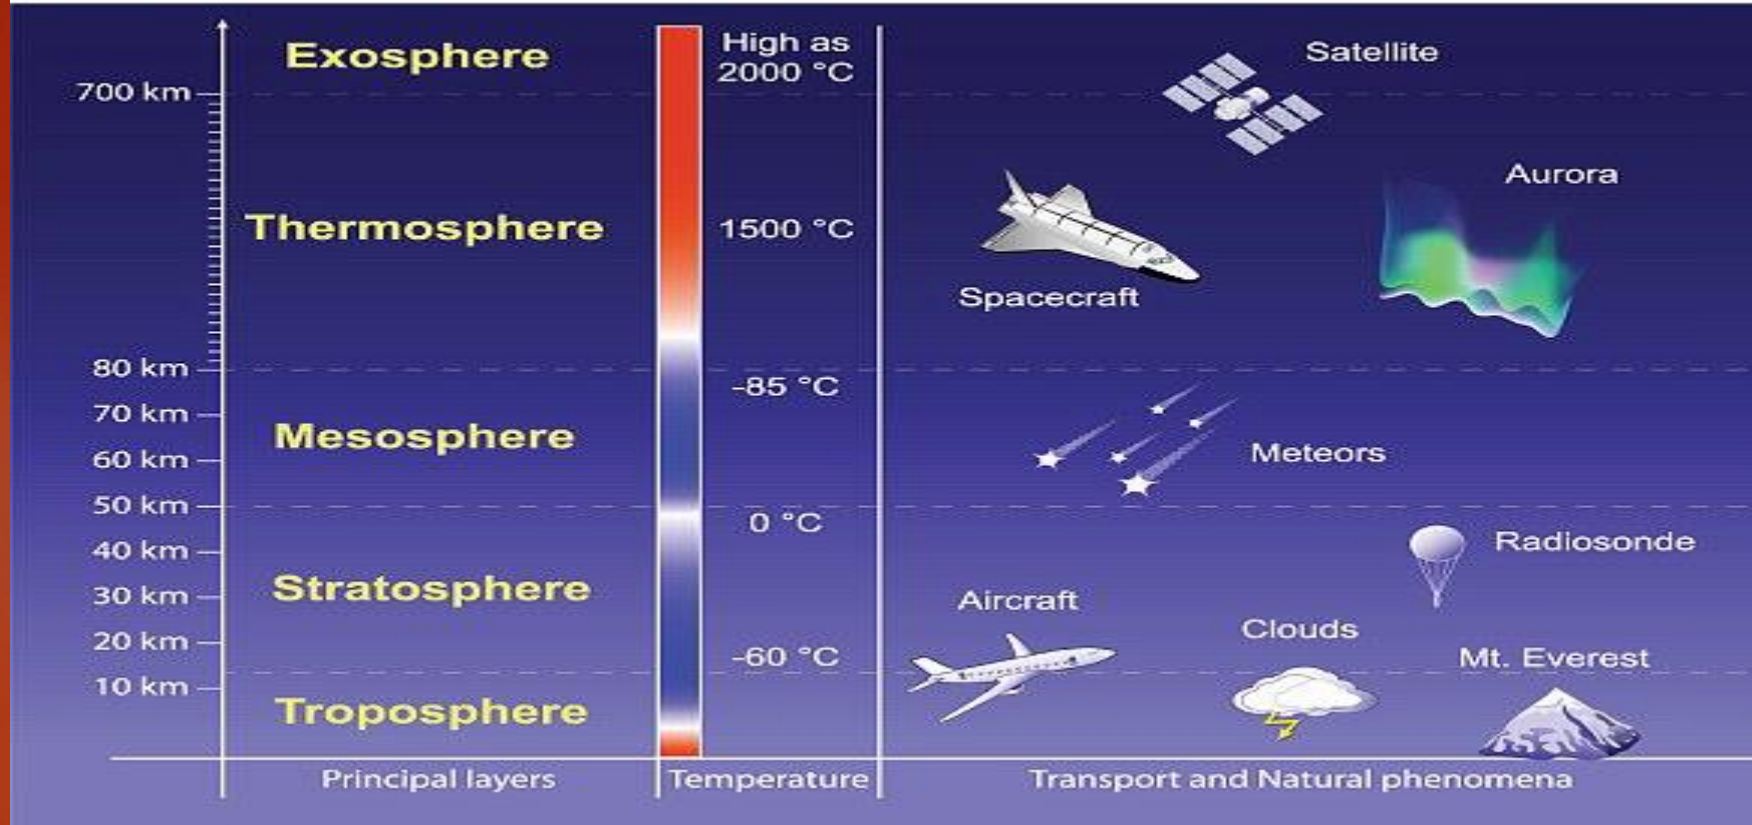 Exosphere
High as
2000 °C
Satellite
700 km
Aurora
Thermosphere
1500 °C
Spacecraft
80 km
-85 °C
70 km
Mesosphere
Meteors
60 km
50 km
0 °C
Radiosonde
40 km
Stratosphere
30 km
Aircraft
Clouds
20 km
-60 °C
Mt. Everest
10 km
Troposphere
Principal layers
Temperature
Transport and Natural phenomena